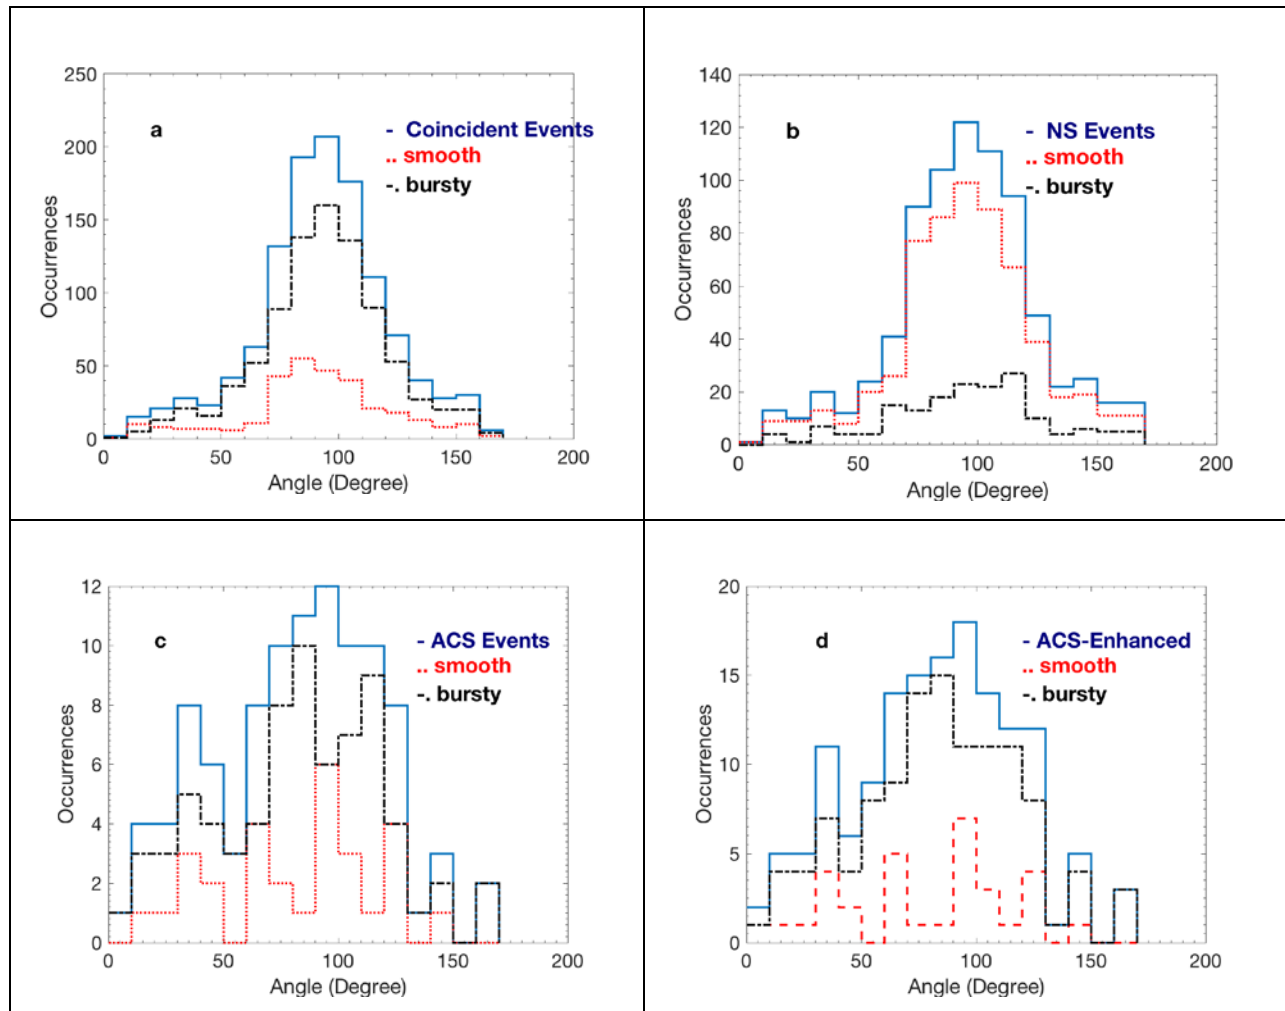 250
200
150
100
50
0
0
50
100
150
200
Occurrences
Angle (Degree)
a
- Coincident Events
.. smooth
-. bursty
140
120
100
80
60
40
20
0
0
50
100
150
200
Occurrences
Angle (Degree)
b
- NS Events
.. smooth
-. bursty
12
10
8
6
4
2
0
0
50
100
150
200
Occurrences
Angle (Degree)
c
- ACS Events
.. smooth
-. bursty
20
15
10
5
0
0
50
100
150
200
Occurrences
Angle (Degree)
d
- ACS-Enhanced
.. smooth
-. bursty